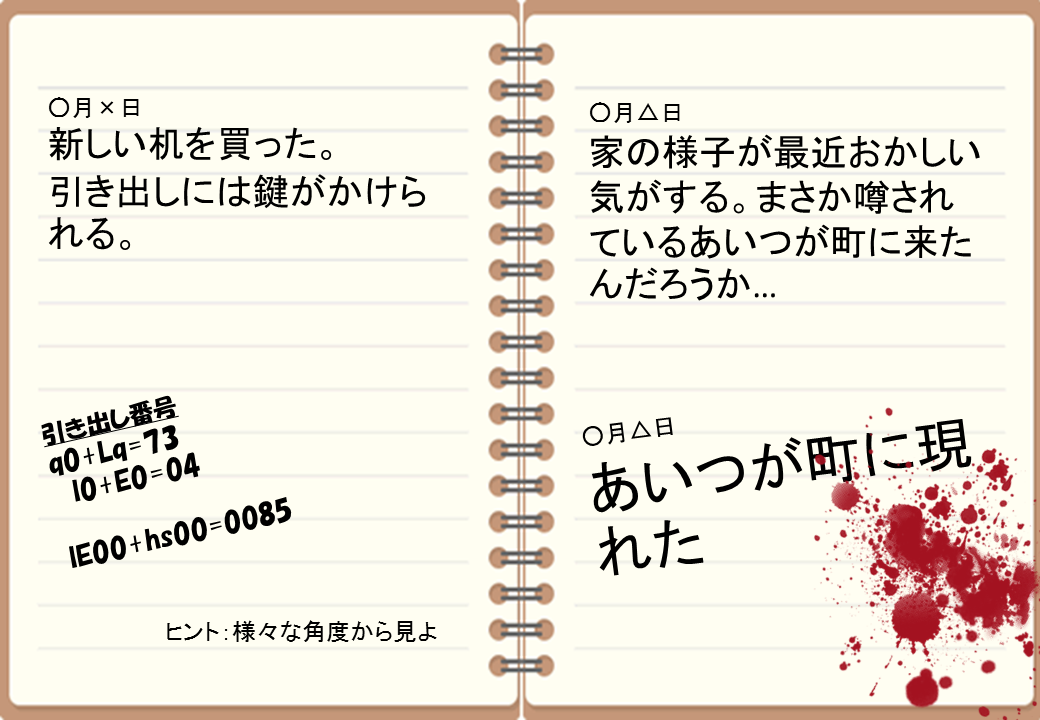 〇月×日
新しい机を買った。
引き出しには鍵がかけら
れる。
引き出し番号
q0+Lq=73
l0+E0=04
lE00+hs00=0085
ヒント：様々な角度から見よ
〇月△日
家の様子が最近おかしい
気がする。まさか噂され
ているあいつが町に来た
んだろうか…
〇月△日
あいつが町に現
れた